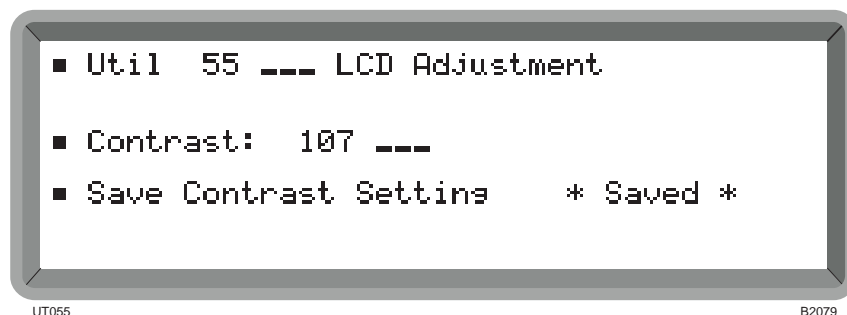 ▪ Util 55 ___ LCD Adjustment
▪ Contrast: 107 ___
▪ Save Contrast Setting * Saved *
UT055 B2079